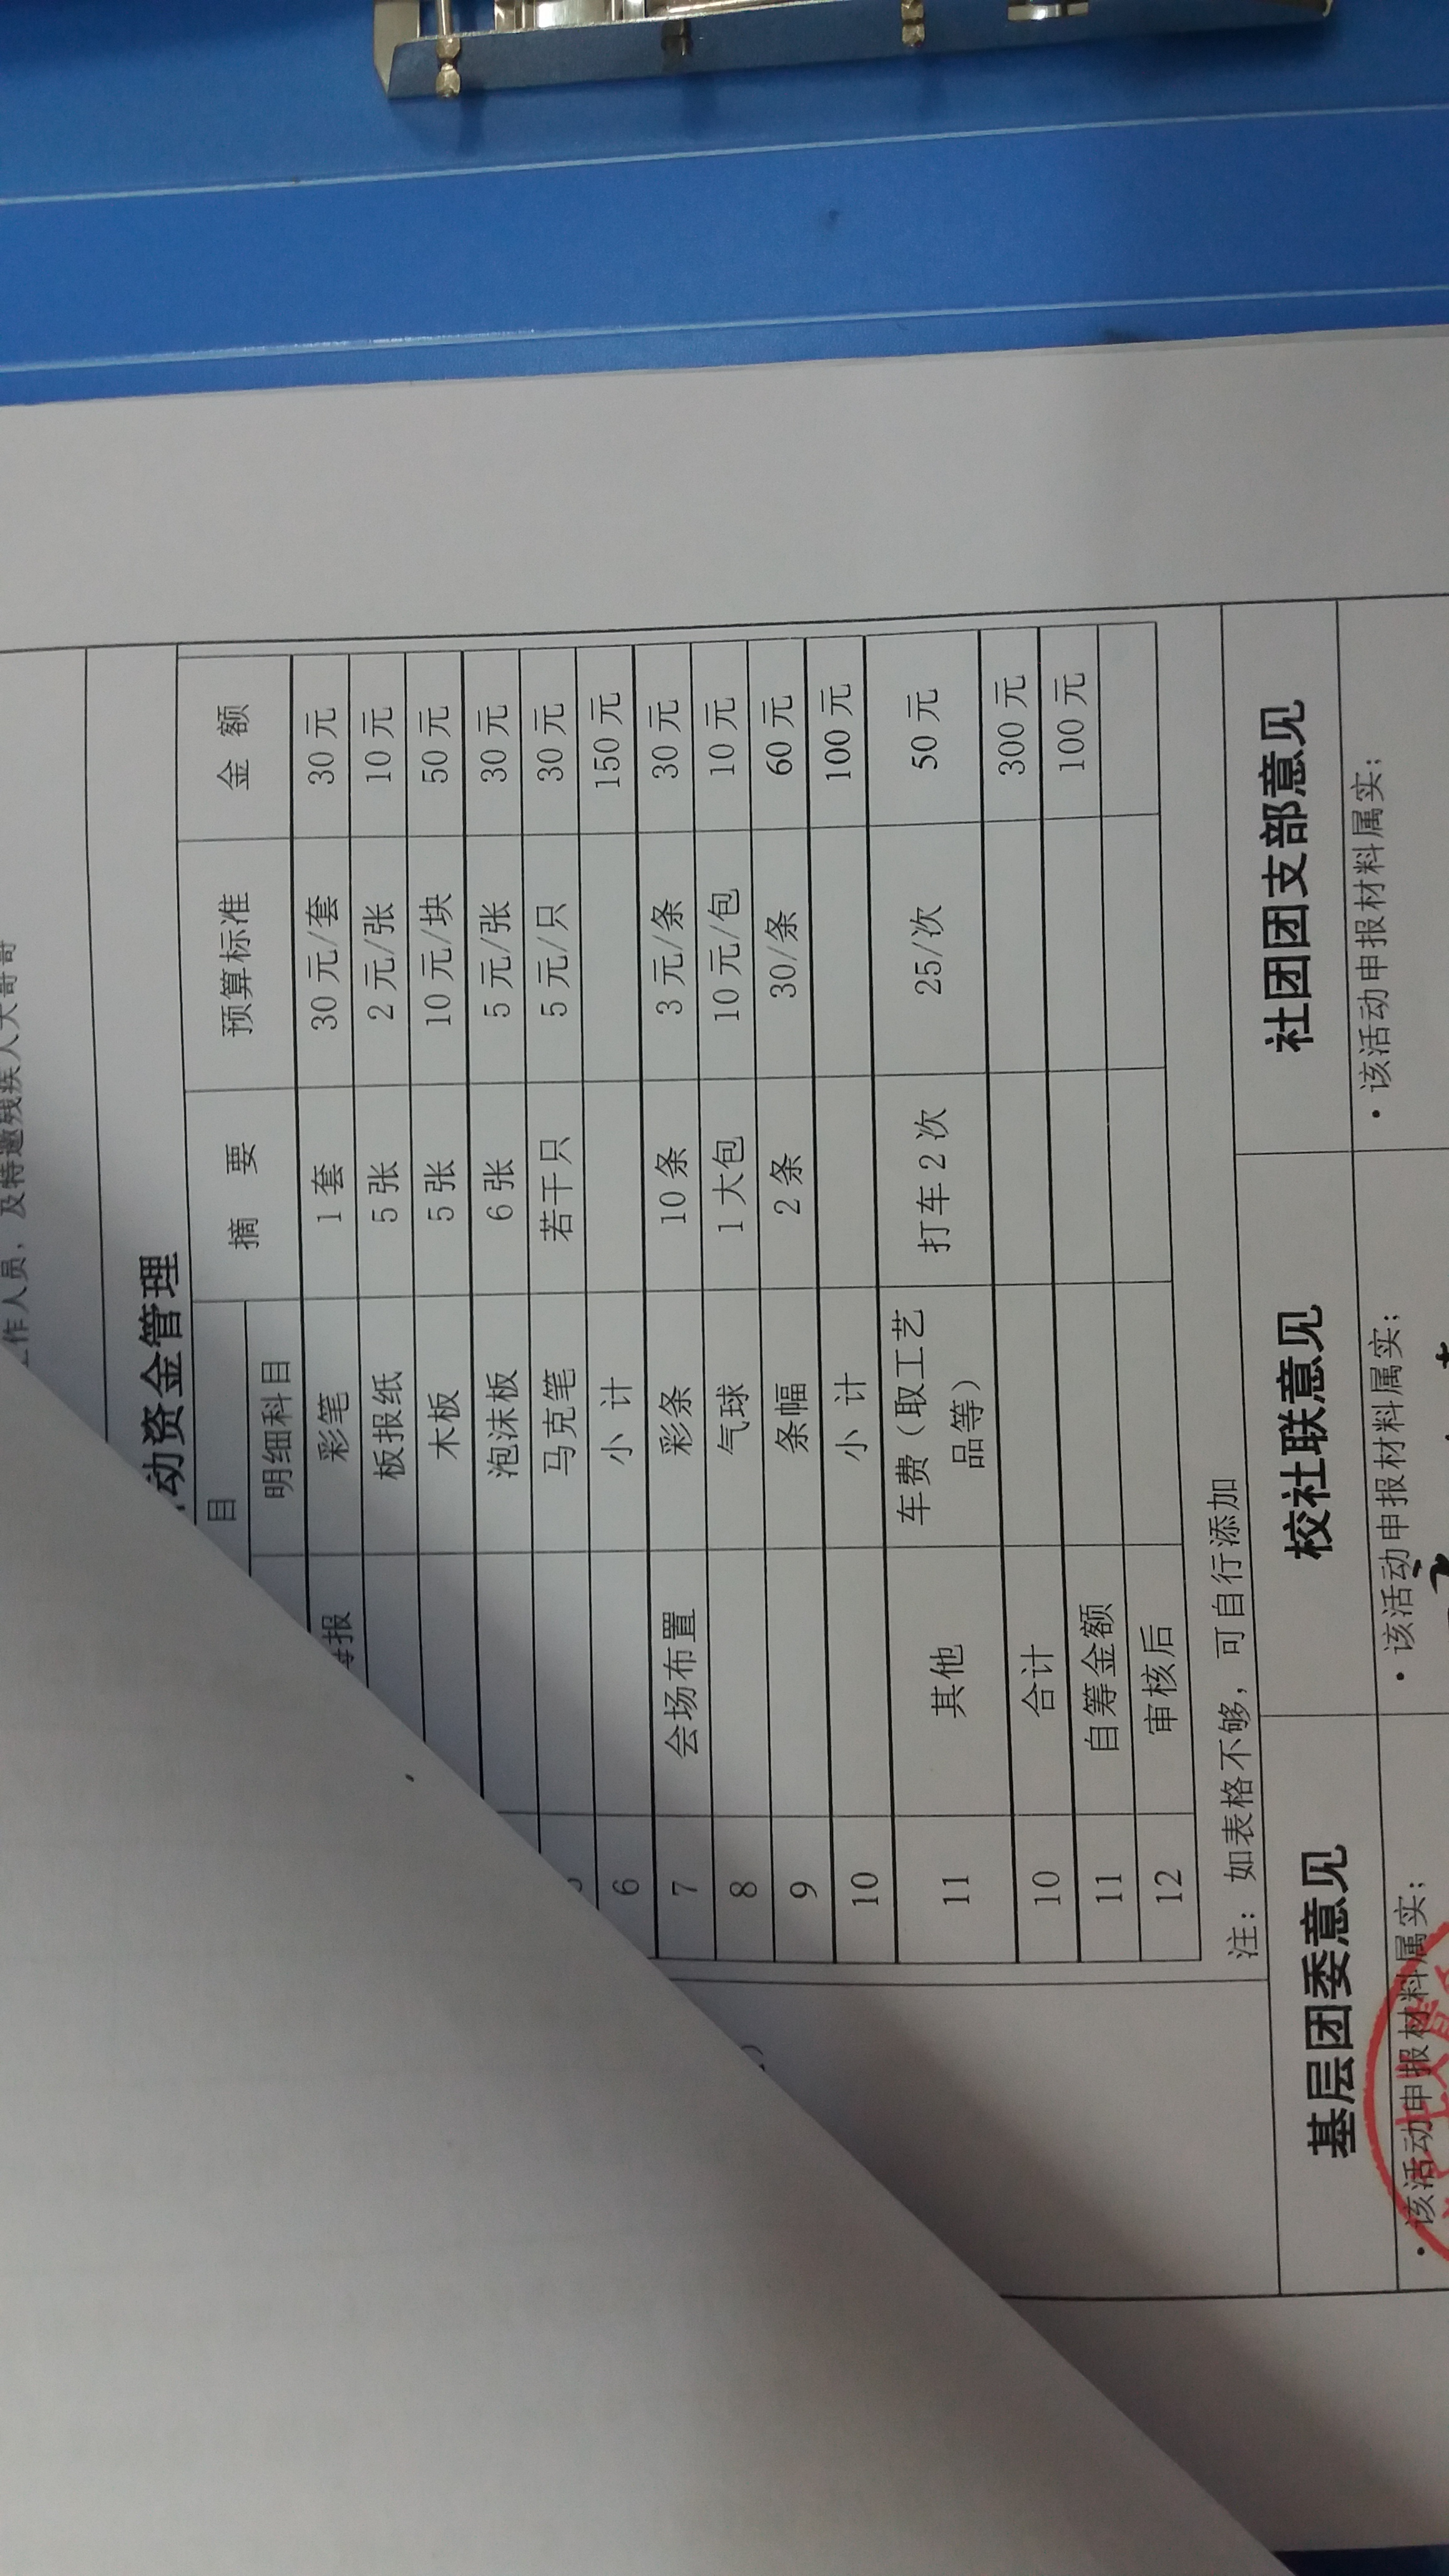 作人员，及特邀残疾人大哥哥
动资金管理
目 摘 要 预算标准 金 额
明细科目
海报 彩笔 1 套 30 元/套 30 元
板报纸 5 张 2 元/张 10 元
木板 5 张 10 元/块 50 元
泡沫板 6 张 5 元/张 30 元
马克笔 若干只 5 元/只 30 元
6 小 计 150 元
7 会场布置 彩条 10 条 3 元/条 30 元
8 气球 1 大包 10 元/包 10 元
9 条幅 2 条 30/条 60 元
10 小 计 100 元
11 其他 车费（取工艺 打车 2 次 25/次 50 元
品等）
10 合计 300 元
11 自筹金额 100 元
12 审核后
注：如表格不够，可自行添加
基层团委意见 校社联意见 社团团支部意见
·该活动申报材料属实； ·该活动申报材料属实； ·该活动申报材料属实；